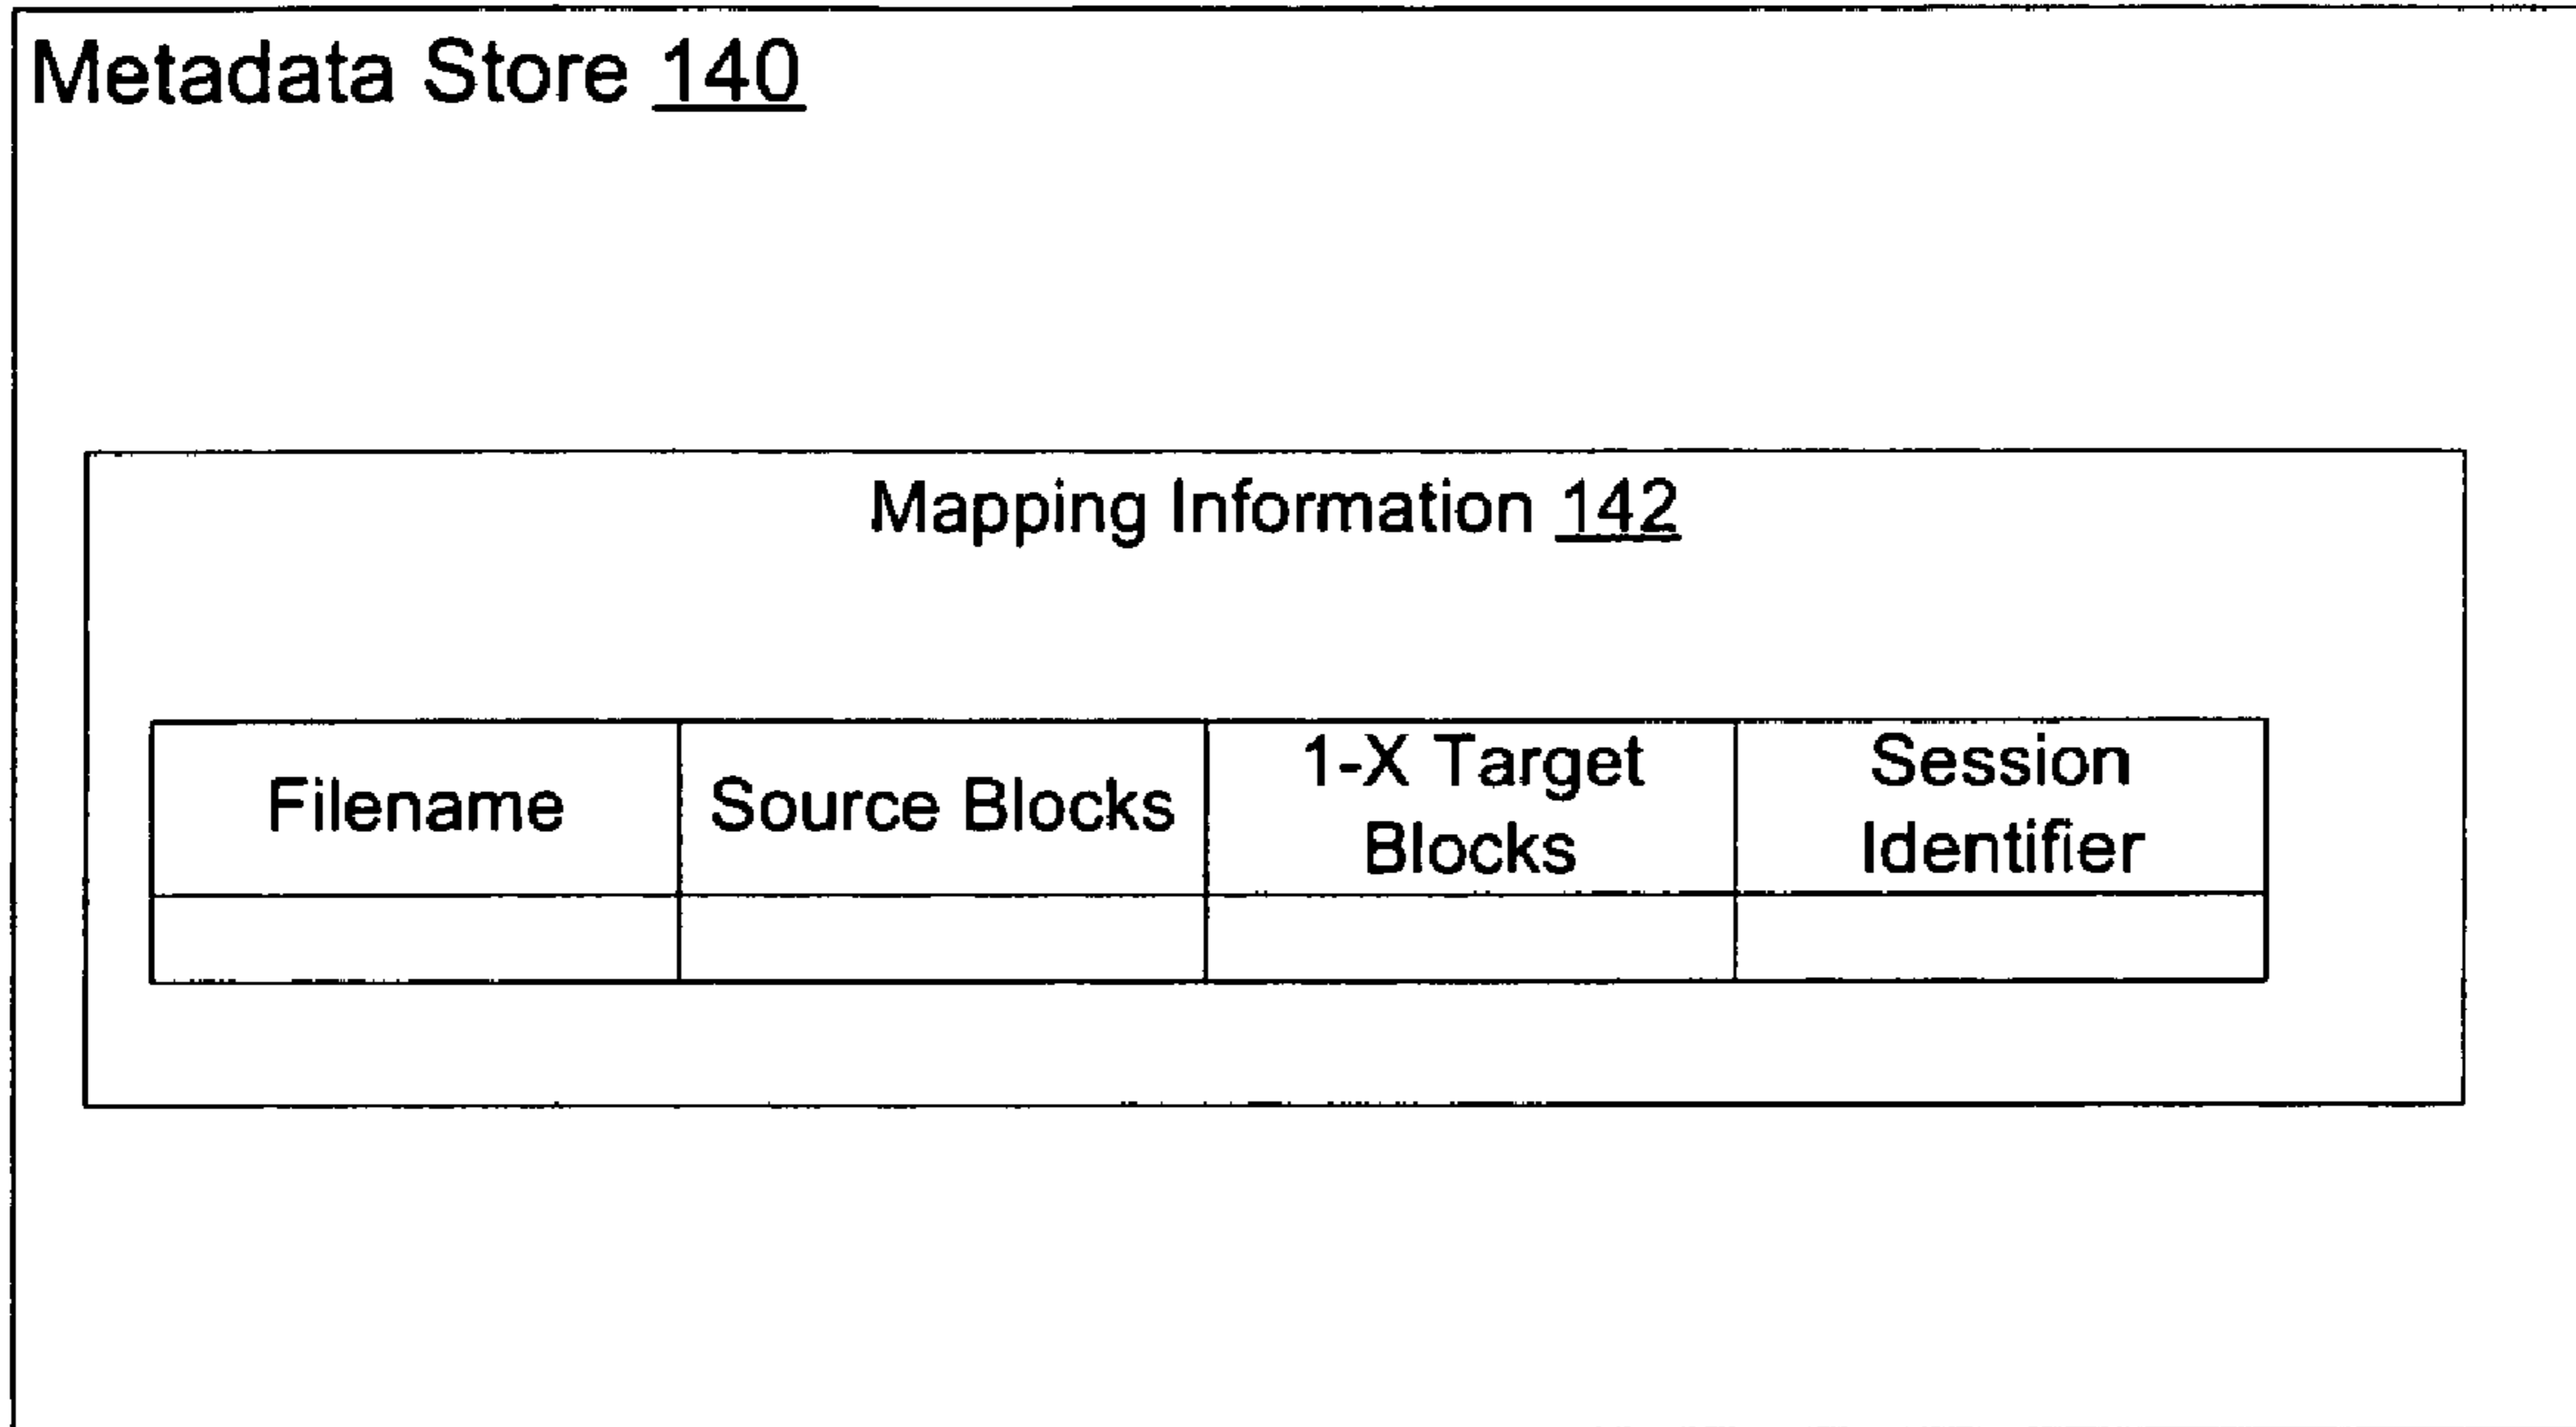 Metadata Store 140
Mapping Information 142
Filename
Source Blocks
1-X Target
Blocks
Session
Identifier